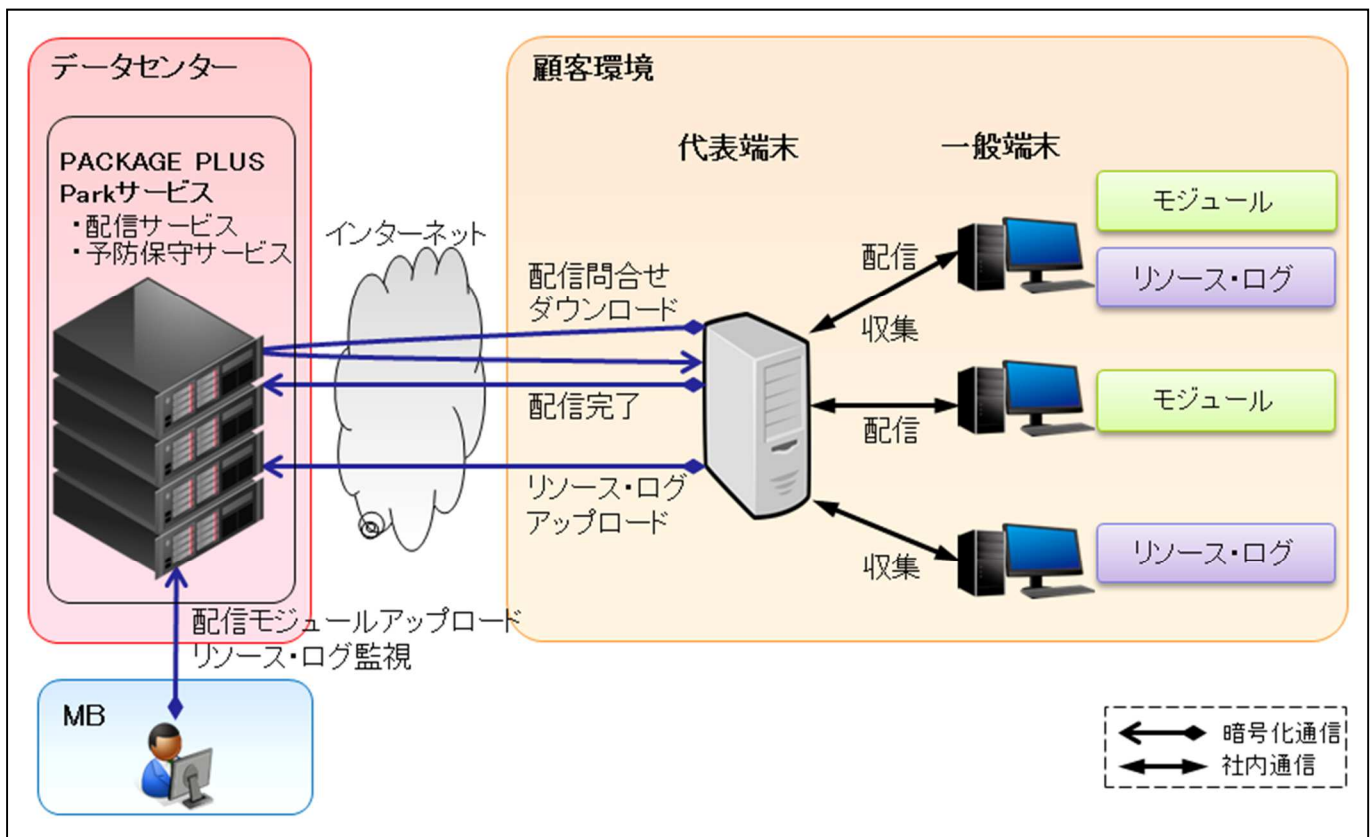 データセンター
PACKAGE PLUS
Parkサービス
・配信サービス
・予防保守サービス
インターネット
顧客環境
代表端末
一般端末
配信問合せ
ダウンロード
配信完了
リソース・ログ
アップロード
配信
収集
モジュール
リソース・ログ
配信
モジュール
収集
リソース・ログ
配信モジュールアップロード
リソース・ログ監視
MB
暗号化通信
社内通信